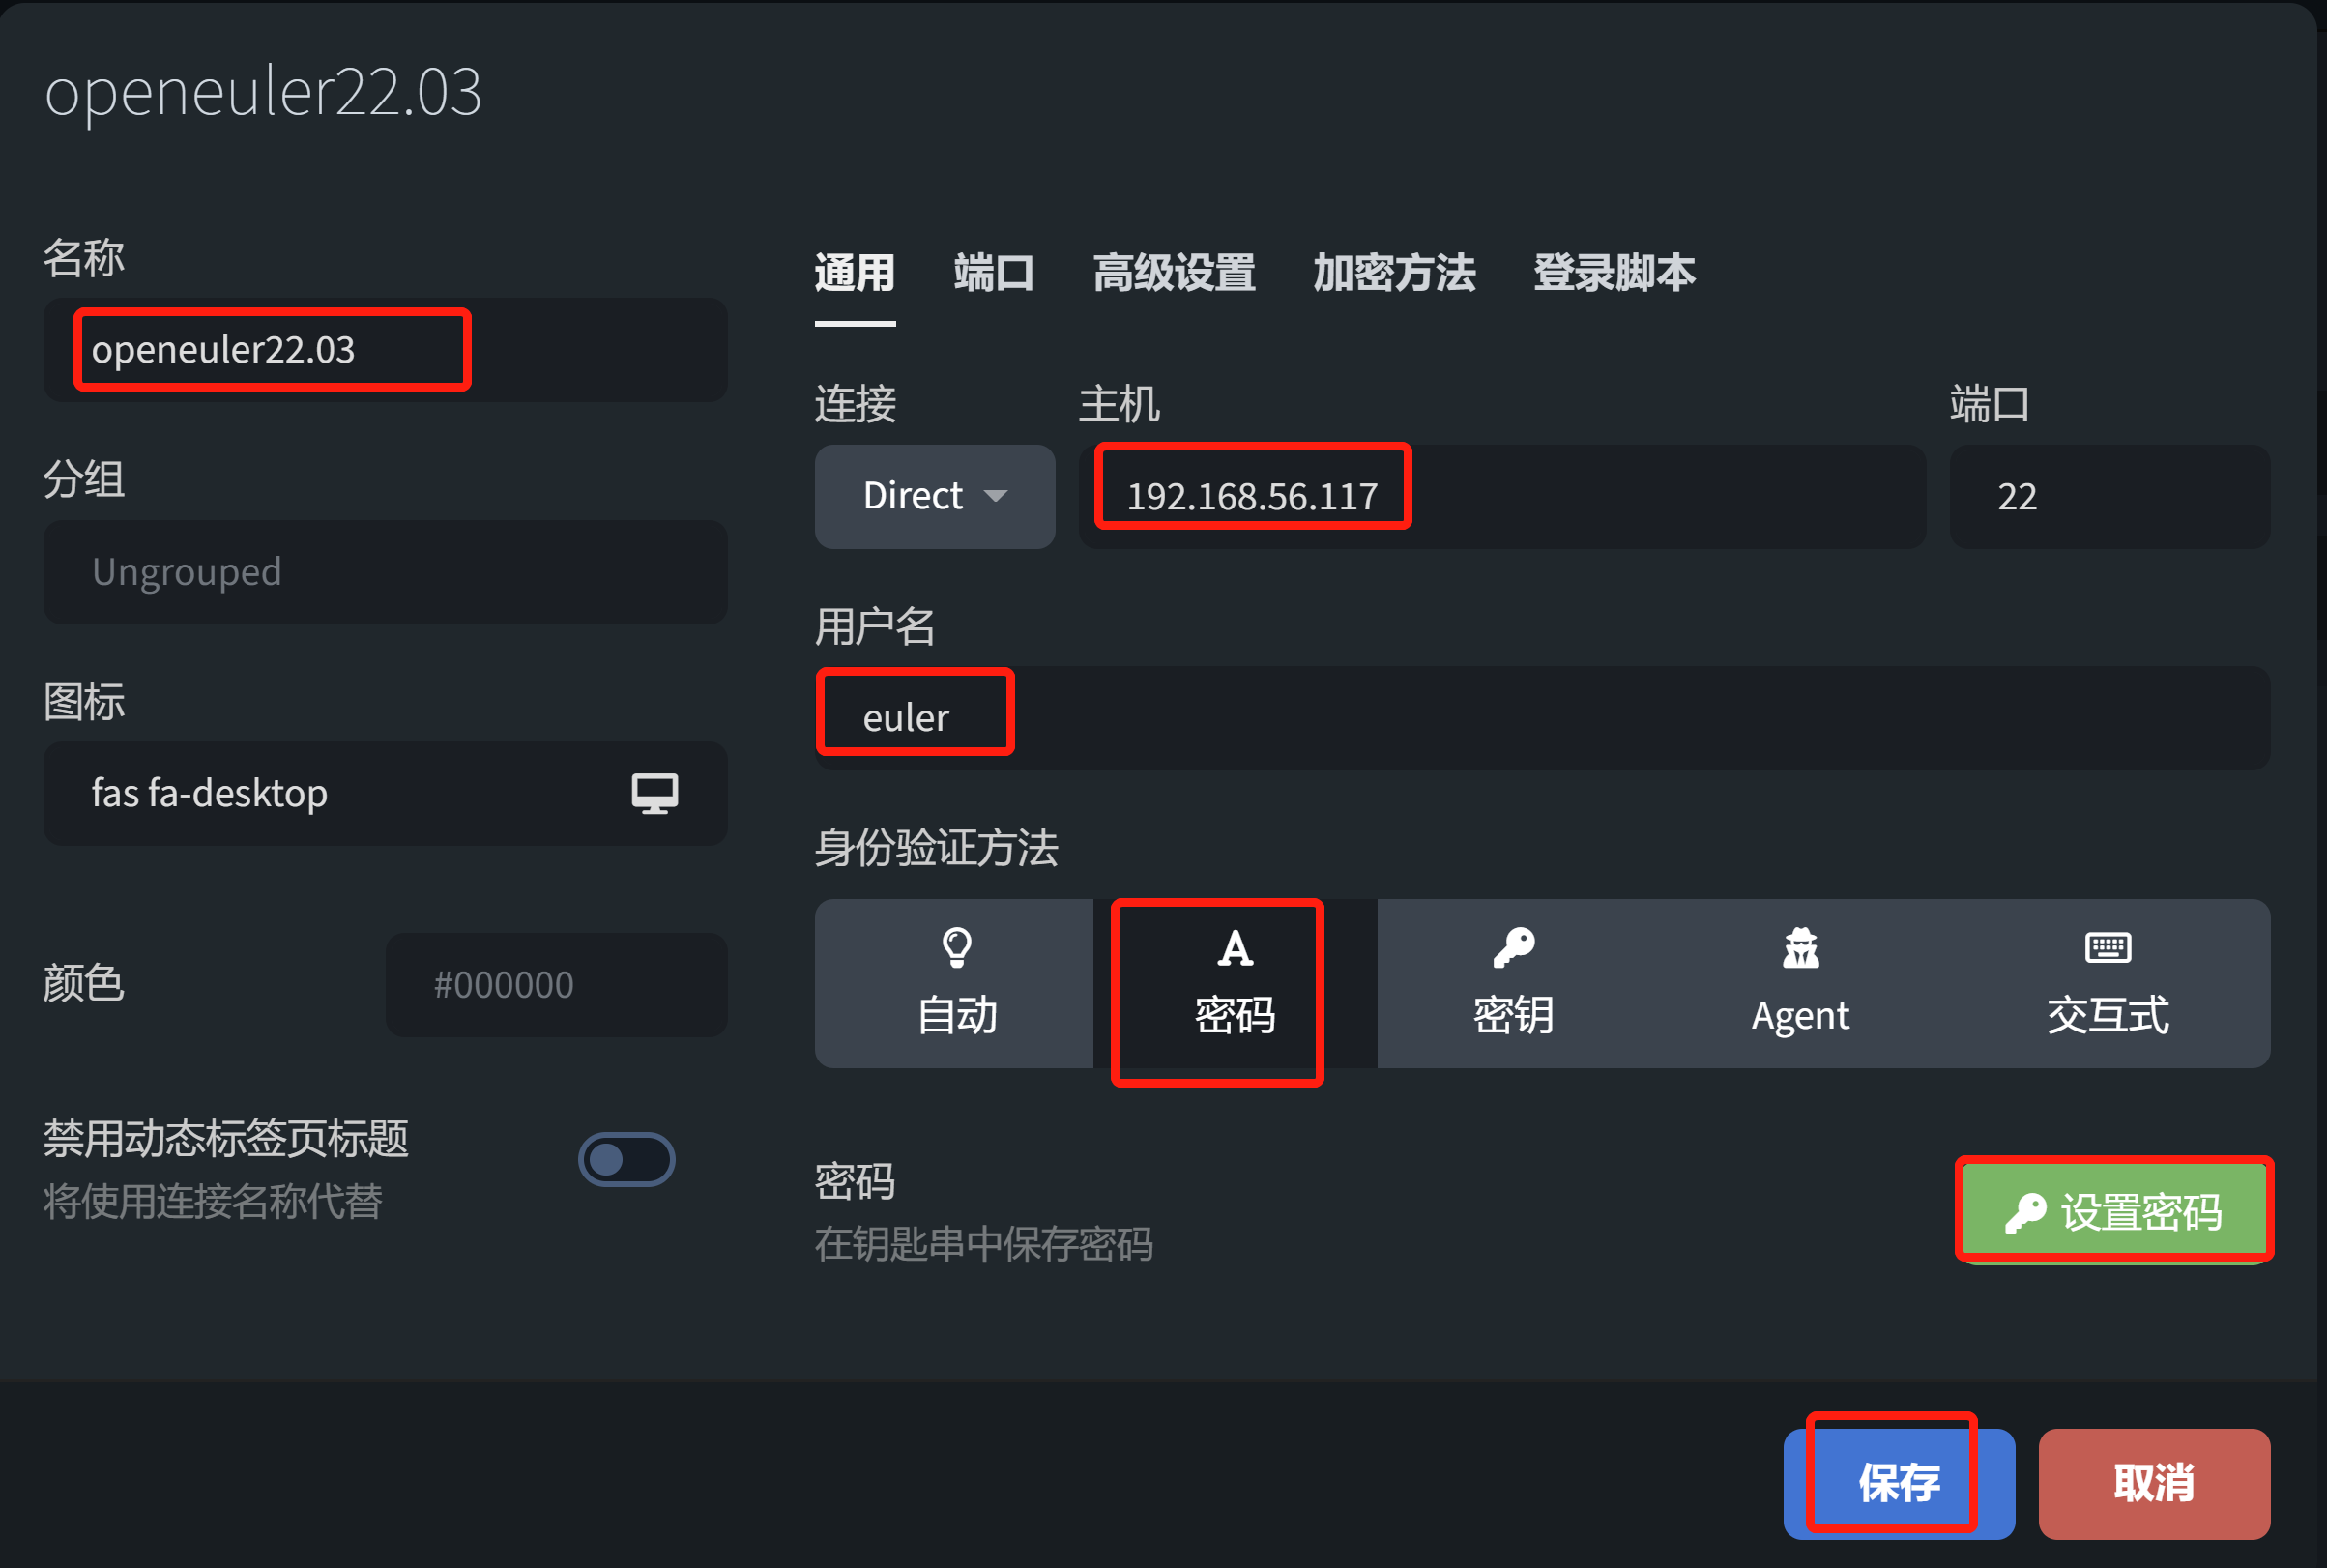 openeuler22.03
名称
openeuler22.03
分组
Ungrouped
图标
fas fa-desktop
颜色
#000000
禁用动态标签页标题
将使用连接名称代替
通用 端口 高级设置 加密方法 登录脚本
连接 主机 端口
Direct 192.168.56.117 22
用户名
euler
身份验证方法
自动 密码 密钥 Agent 交互式
密码
在钥匙串中保存密码
设置密码
保存 取消